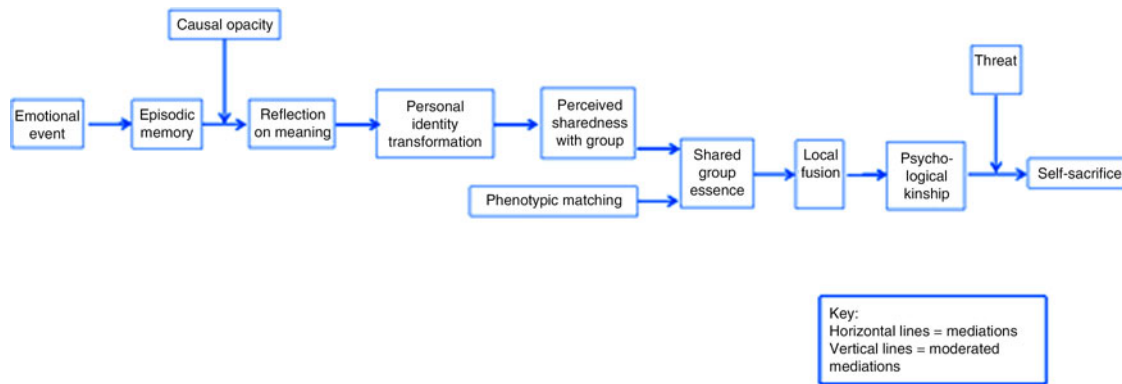 Causal opacity
Threat
Emotional
event
Episodic
memory
Reflection
on meaning
Personal
identity
transformation
Perceived
sharedness
with group
Shared
group
essence
Local
fusion
Psycho-
logical
kinship
Self-sacrifice
Phenotypic matching
Key:
Horizontal lines = mediations
Vertical lines = moderated
mediations